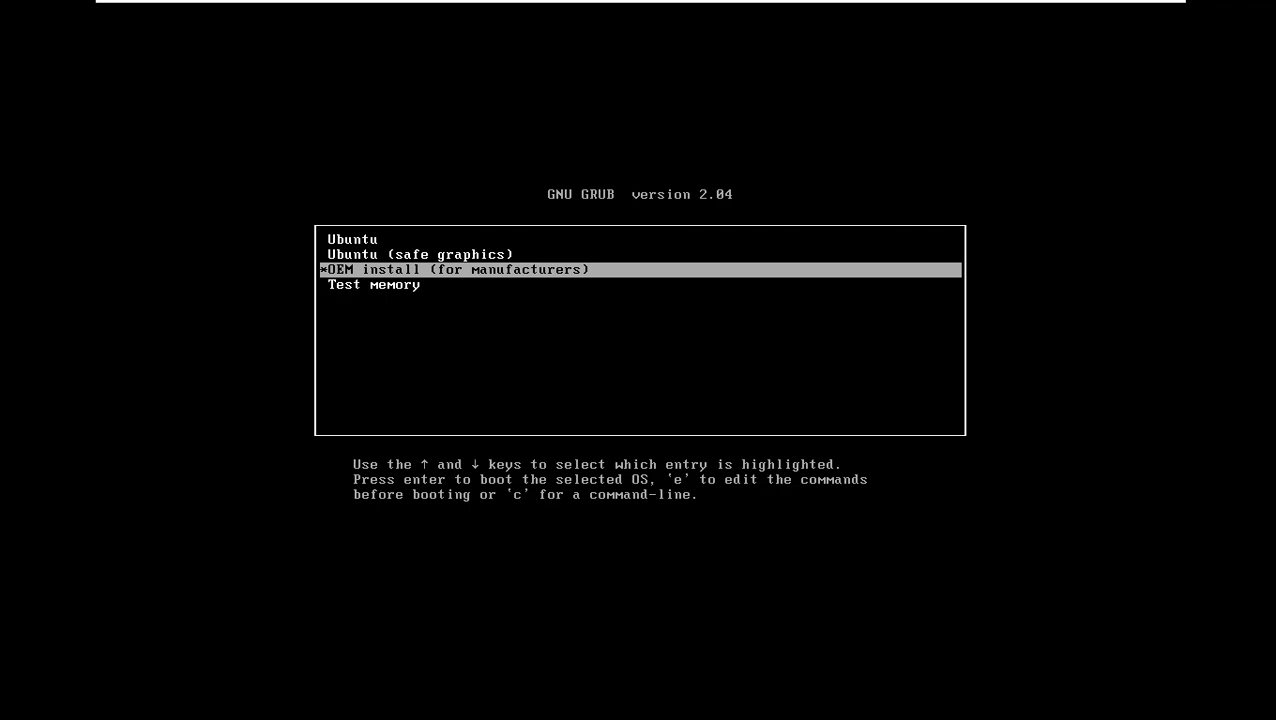 GNU GRUB  version 2.04
Ubuntu
Ubuntu (safe graphics)
*OEM install (for manufacturers)
Test memory
Use the ↑ and ↓ keys to select which entry is highlighted.
Press enter to boot the selected OS, `e' to edit the commands
before booting or `c' for a command-line.